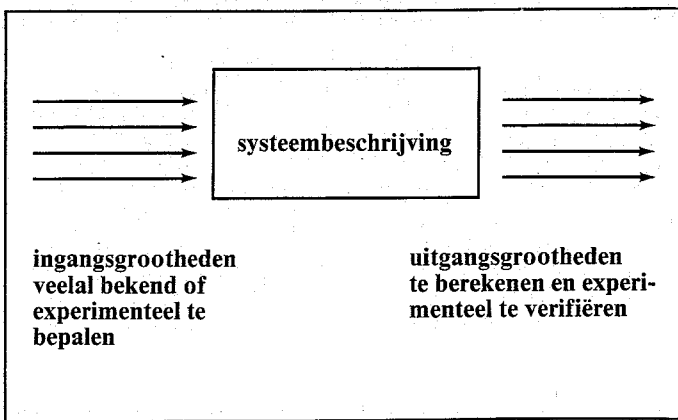 systeembeschrijving
ingangsgrootheden
veelal bekend of
experimenteel te
bepalen
uitgangsgrootheden
te berekenen en experi-
menteel te verifiëren